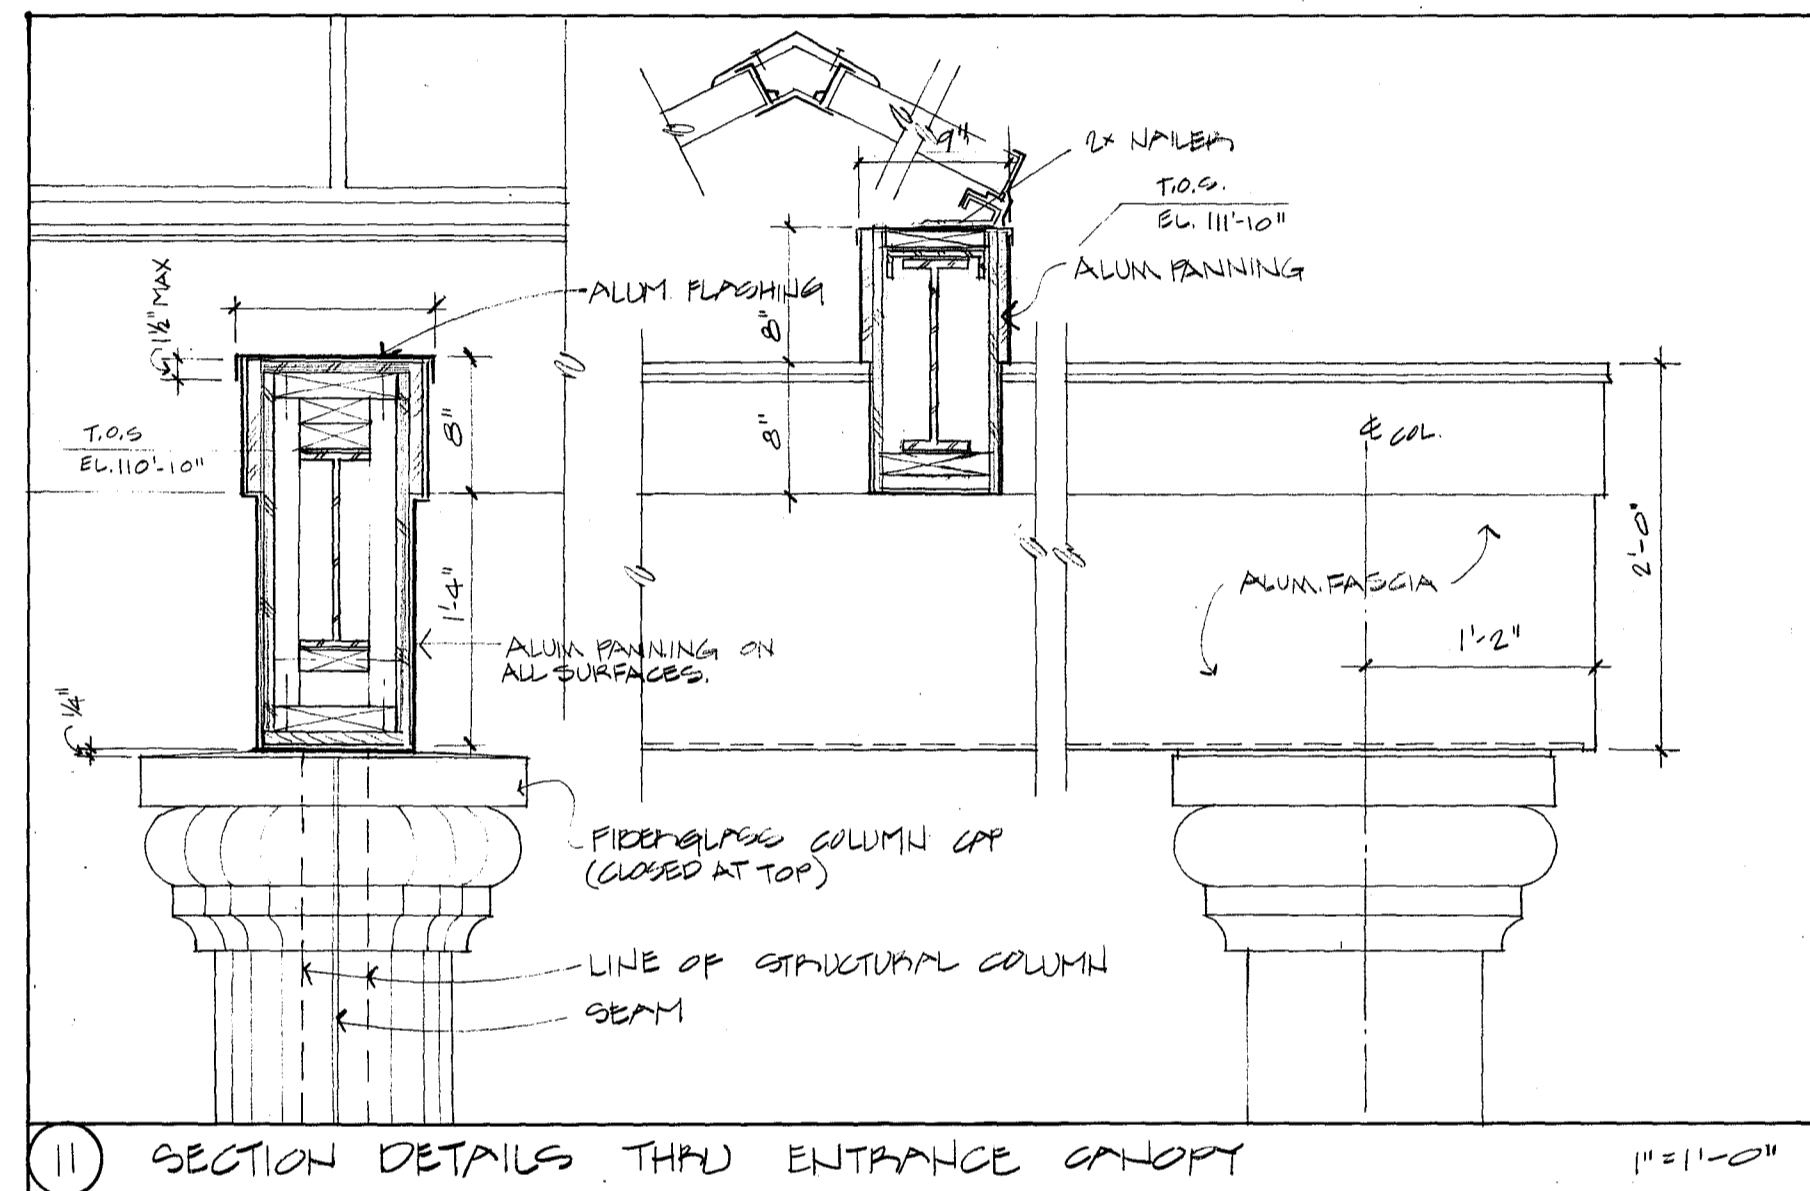 9"
2x NAILER
T.O.S.
EL. 111'-10"
ALUM PANNING
ALUM. FLASHING
1½" MAX
8"
8"
8"
T.O.S
EL. 110'-10"
₵ COL.
2'-0"
ALUM. FASCIA
1'-2"
1'-4"
ALUM PANNING ON
ALL SURFACES.
¼"
FIBERGLASS COLUMN CAP
(CLOSED AT TOP)
LINE OF STRUCTURAL COLUMN
SEAM
11 SECTION DETAILS THRU ENTRANCE CANOPY 1"=1'-0"